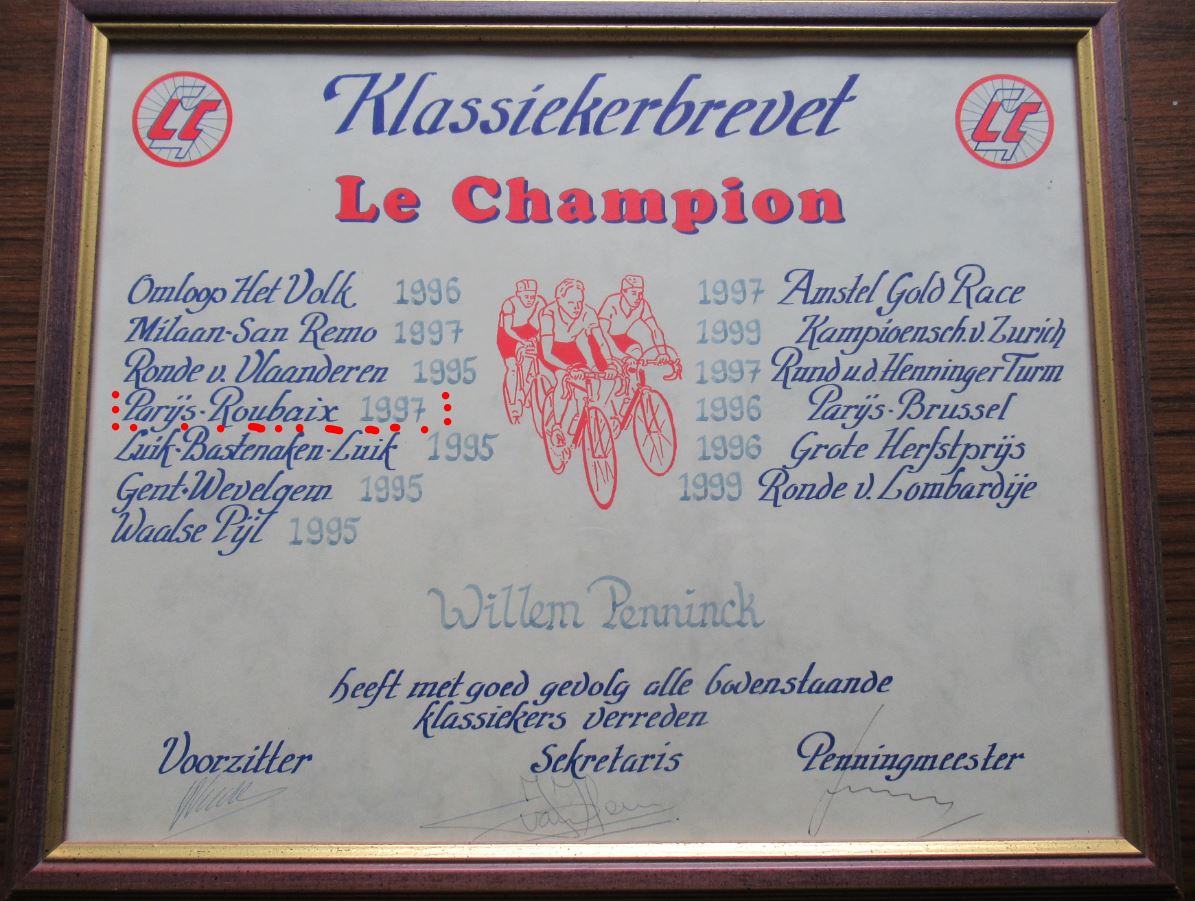 Klassiekerbrevet
Le Champion
Omloop Het Volk 1996
Milaan-San Remo 1997
Ronde v. Vlaanderen 1995
Parijs-Roubaix 1997
Luik-Bastenaken-Luik 1995
Gent-Wevelgem 1995
Waalse Pijl 1995
1997 Amstel Gold Race
1999 Kampioensch. v. Zurich
1997 Rund u.d. Henninger Turm
1996 Parijs-Brussel
1996 Grote Herfstprijs
1999 Ronde v. Lombardije
Willem Penninck
heeft met goed gevolg alle bovenstaande
klassiekers verreden
Voorzitter Sekretaris Penningmeester